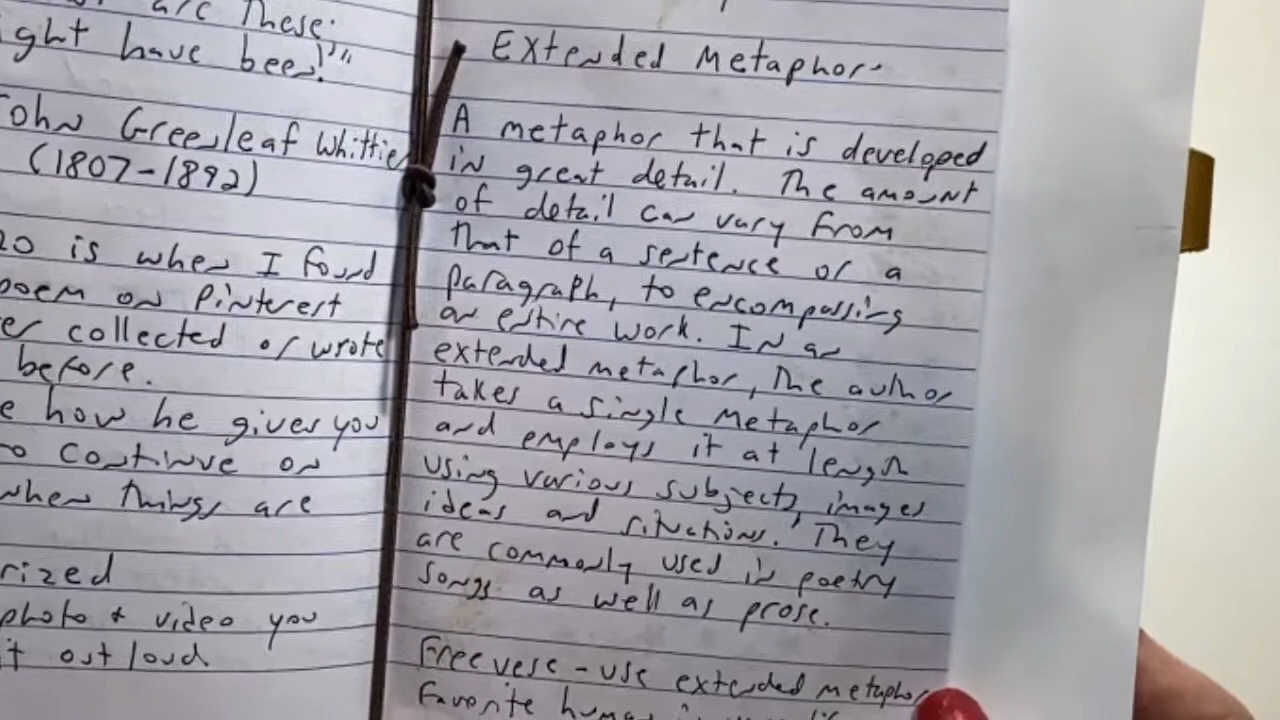 are these:
ight have been!"
John Greenleaf Whittier
(1807-1892)
20 is when I found
poem on Pinterest
er collected or wrote
before.
e how he gives you
to continue on
when things are
rized
photo + video you
it out loud
Extended Metaphor.
A metaphor that is developed
in great detail. The amount
of detail can vary from
that of a sentence or a
paragraph, to encompassing
an entire work. In an
extended metaphor, the author
takes a single metaphor
and employs it at length
using various subjects, images
ideas and situations. They
are commonly used in poetry
songs as well as prose.
Free vese - use extended metaphor
Favorite human